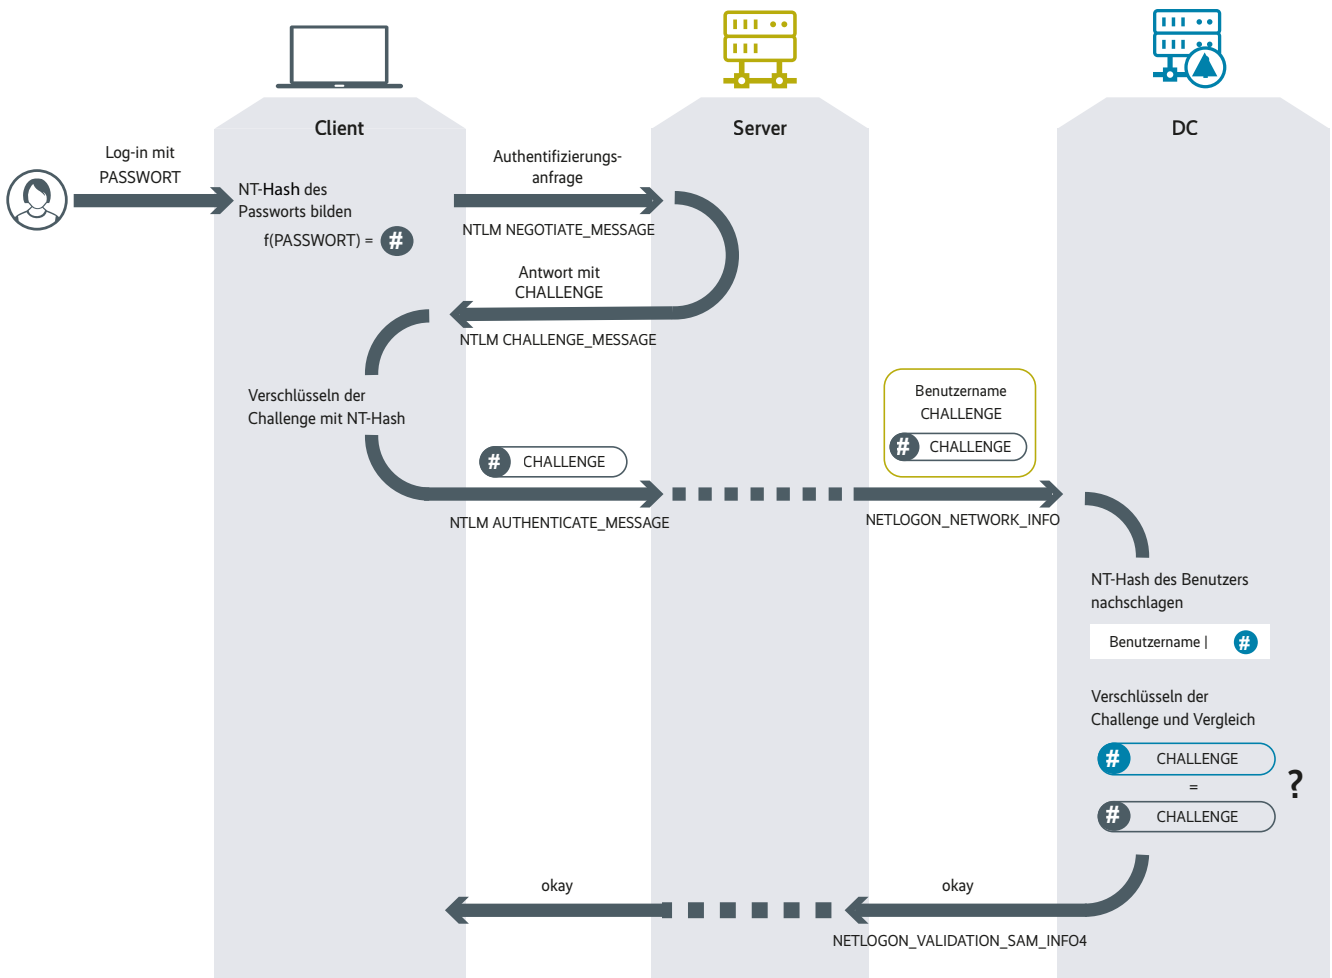 Client
Server
DC
Log-in mit
PASSWORT
NT-Hash des
Passworts bilden
f(PASSWORT) = #
Authentifizierungs-
anfrage
NTLM NEGOTIATE_MESSAGE
Antwort mit
CHALLENGE
NTLM CHALLENGE_MESSAGE
Verschlüsseln der
Challenge mit NT-Hash
# CHALLENGE
NTLM AUTHENTICATE_MESSAGE
Benutzername
CHALLENGE
# CHALLENGE
NETLOGON_NETWORK_INFO
NT-Hash des Benutzers
nachschlagen
Benutzername | #
Verschlüsseln der
Challenge und Vergleich
# CHALLENGE
=
?
# CHALLENGE
okay
okay
NETLOGON_VALIDATION_SAM_INFO4